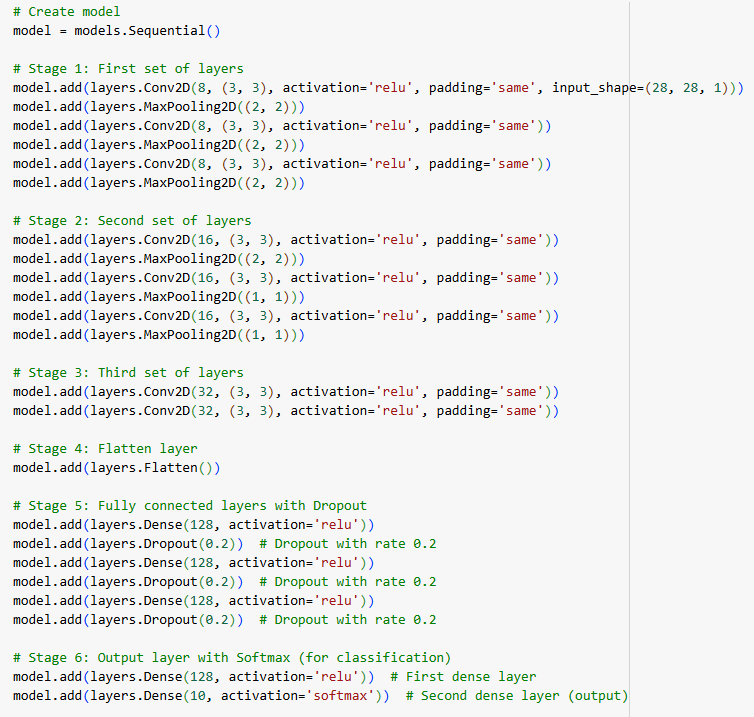 # Create model
model = models.Sequential()
# Stage 1: First set of layers
model.add(layers.Conv2D(8, (3, 3), activation='relu', padding='same', input_shape=(28, 28, 1)))
model.add(layers.MaxPooling2D((2, 2)))
model.add(layers.Conv2D(8, (3, 3), activation='relu', padding='same'))
model.add(layers.MaxPooling2D((2, 2)))
model.add(layers.Conv2D(8, (3, 3), activation='relu', padding='same'))
model.add(layers.MaxPooling2D((2, 2)))
# Stage 2: Second set of layers
model.add(layers.Conv2D(16, (3, 3), activation='relu', padding='same'))
model.add(layers.MaxPooling2D((2, 2)))
model.add(layers.Conv2D(16, (3, 3), activation='relu', padding='same'))
model.add(layers.MaxPooling2D((1, 1)))
model.add(layers.Conv2D(16, (3, 3), activation='relu', padding='same'))
model.add(layers.MaxPooling2D((1, 1)))
# Stage 3: Third set of layers
model.add(layers.Conv2D(32, (3, 3), activation='relu', padding='same'))
model.add(layers.Conv2D(32, (3, 3), activation='relu', padding='same'))
# Stage 4: Flatten layer
model.add(layers.Flatten())
# Stage 5: Fully connected layers with Dropout
model.add(layers.Dense(128, activation='relu'))
model.add(layers.Dropout(0.2))  # Dropout with rate 0.2
model.add(layers.Dense(128, activation='relu'))
model.add(layers.Dropout(0.2))  # Dropout with rate 0.2
model.add(layers.Dense(128, activation='relu'))
model.add(layers.Dropout(0.2))  # Dropout with rate 0.2
# Stage 6: Output layer with Softmax (for classification)
model.add(layers.Dense(128, activation='relu'))  # First dense layer
model.add(layers.Dense(10, activation='softmax'))  # Second dense layer (output)